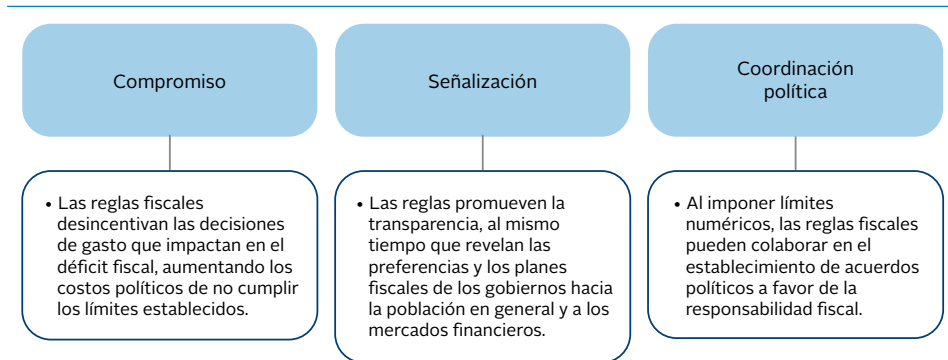 Compromiso
Señalización
Coordinación
política
• Las reglas fiscales
desincentivan las decisiones
de gasto que impactan en el
déficit fiscal, aumentando los
costos políticos de no cumplir
los límites establecidos.
• Las reglas promueven la
transparencia, al mismo
tiempo que revelan las
preferencias y los planes
fiscales de los gobiernos hacia
la población en general y a los
mercados financieros.
• Al imponer límites
numéricos, las reglas fiscales
pueden colaborar en el
establecimiento de acuerdos
políticos a favor de la
responsabilidad fiscal.